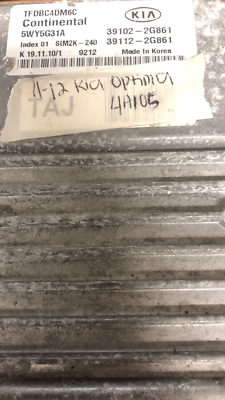 TFDBC4DM6C
Continental KIA
5WY5G31A 39102-2G861
Index 01 SIM2K-240 39112-2G861
K 19.11.10/1 9212 Made in Korea
11-12 Kia Optima
TAJ 4A105